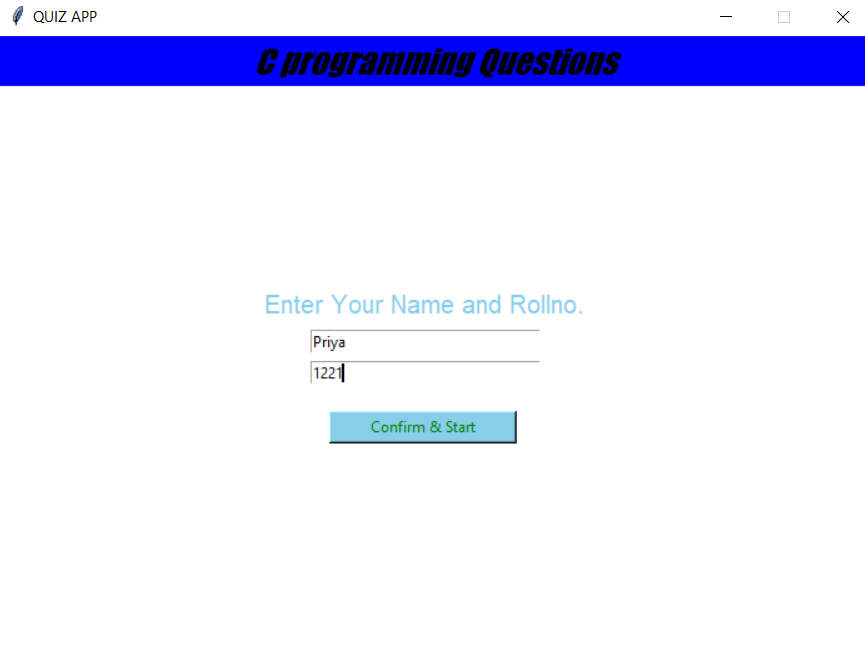 QUIZ APP
C programming Questions
Enter Your Name and Rollno.
Priya
1221
Confirm & Start